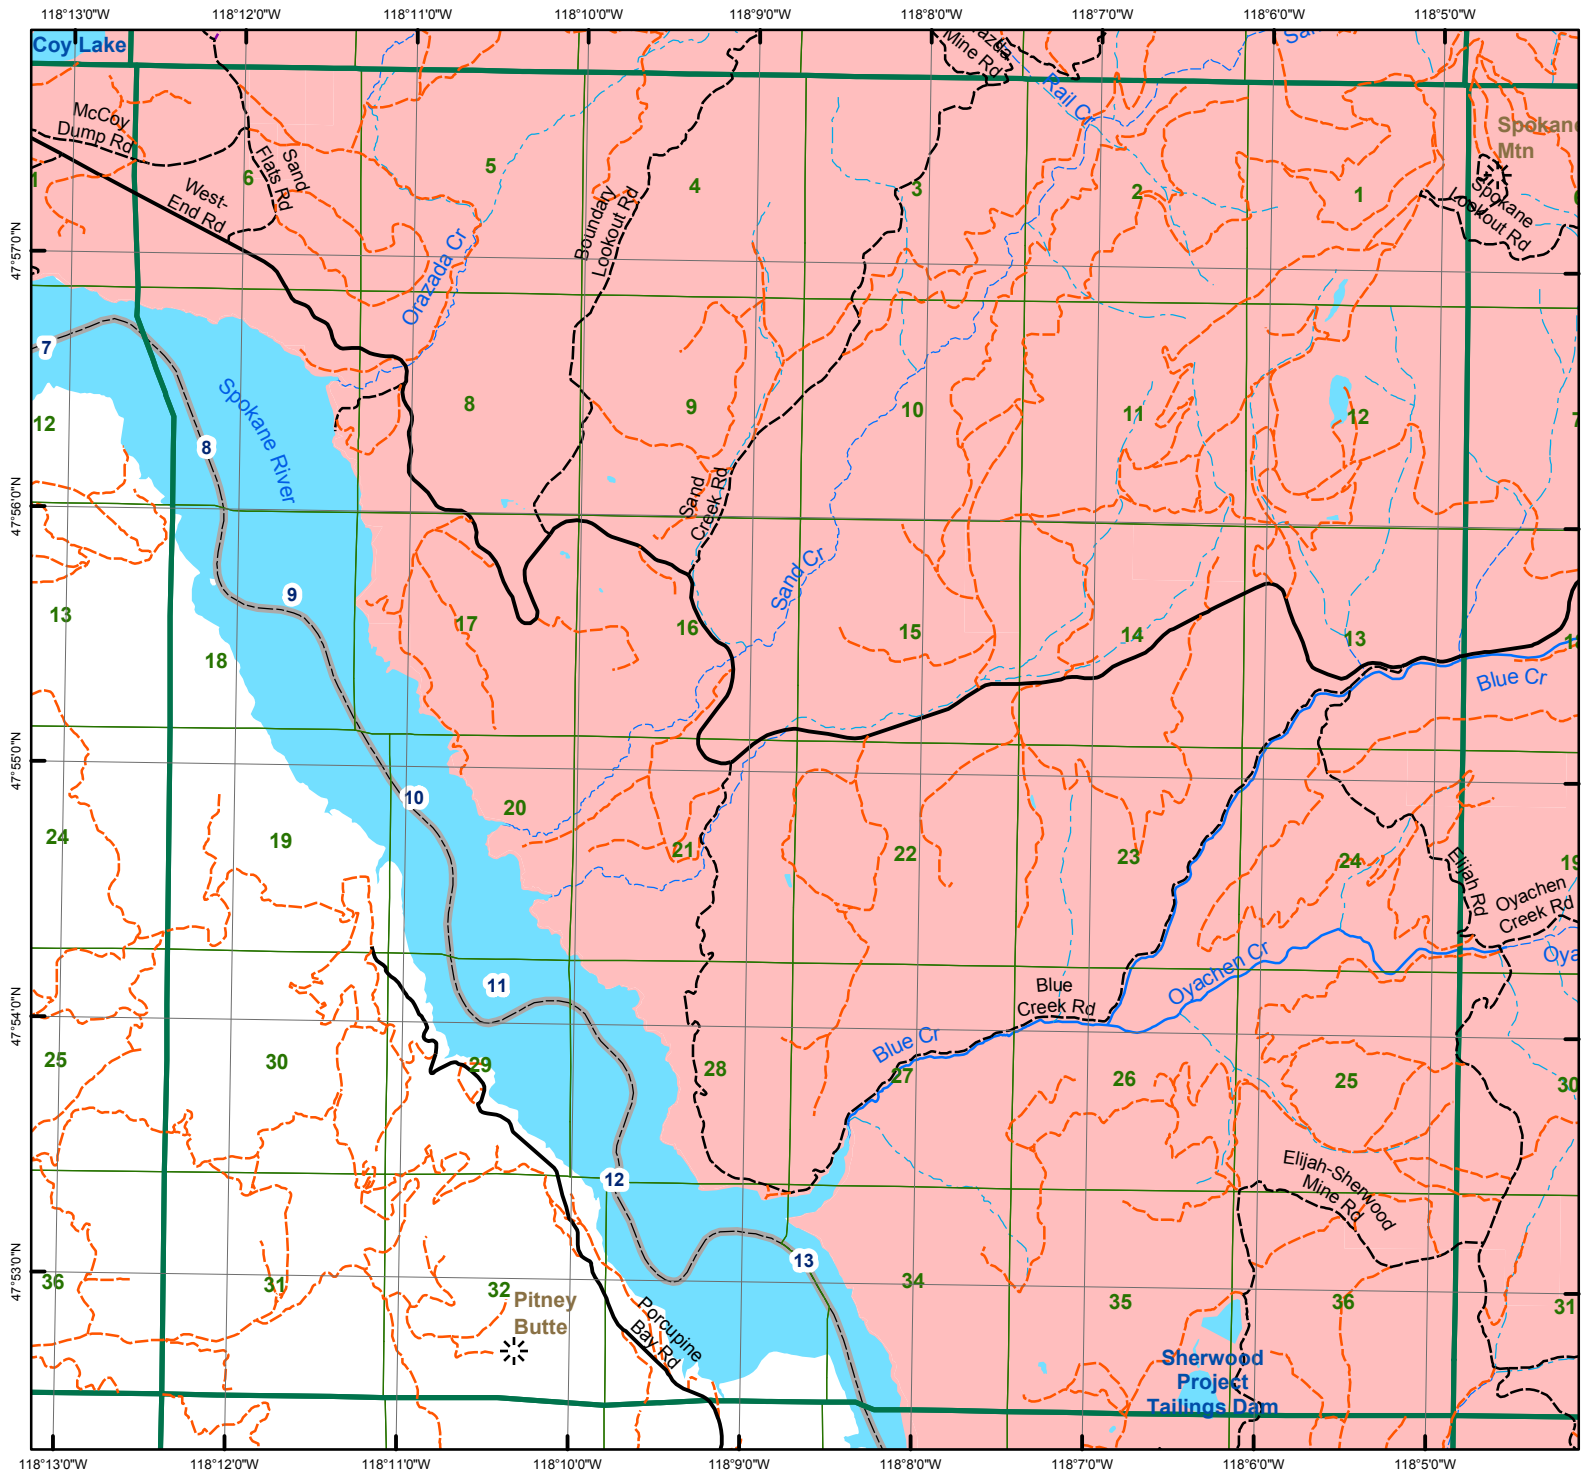 118°13'0"W
118°12'0"W
118°11'0"W
118°10'0"W
118°9'0"W
118°8'0"W
118°7'0"W
118°6'0"W
118°5'0"W
Coy Lake
Mine Rd
Rail Cr
McCoy
Dump Rd
Sand
Flats Rd
West-
End Rd
Spokane
Mtn
Spokane
Lookout Rd
1
6
5
4
3
2
1
Boundary
Lookout Rd
Orazada Cr
47°57'0"N
7
Spokane River
12
8
8
9
10
11
12
7
Sand
Creek Rd
47°56'0"N
Sand Cr
9
13
18
17
16
15
14
13
Blue Cr
47°55'0"N
10
20
24
19
21
22
23
24
19
Elijah Rd
Oyachen
Creek Rd
Oyachen Cr
Oya
11
Blue
Creek Rd
47°54'0"N
Blue Cr
25
30
29
28
27
26
25
30
12
Elijah-Sherwood
Mine Rd
47°53'0"N
13
36
31
32
34
35
36
31
Pitney
Butte
Porcupine
Bay Rd
Sherwood
Project
Tailings Dam
118°13'0"W
118°12'0"W
118°11'0"W
118°10'0"W
118°9'0"W
118°8'0"W
118°7'0"W
118°6'0"W
118°5'0"W